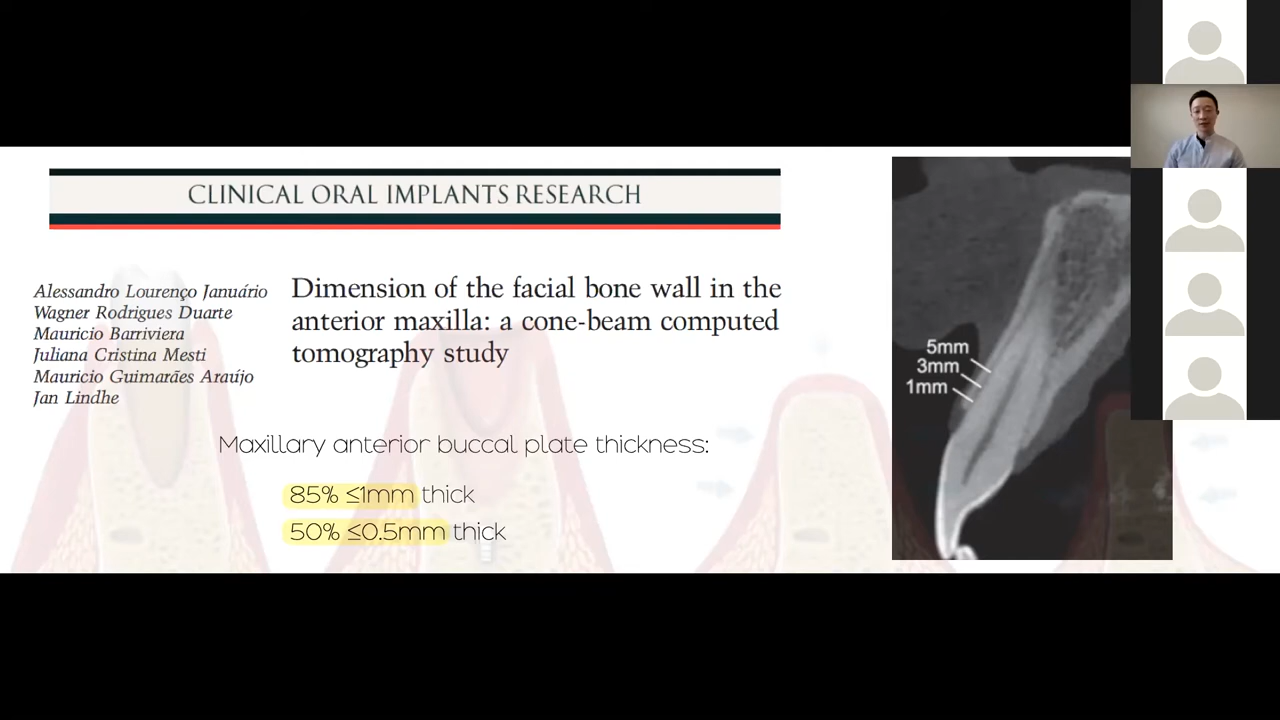 CLINICAL ORAL IMPLANTS RESEARCH
Alessandro Lourenço Januário
Wagner Rodrigues Duarte
Mauricio Barriviera
Juliana Cristina Mesti
Mauricio Guimarães Araújo
Jan Lindhe
Dimension of the facial bone wall in the
anterior maxilla: a cone-beam computed
tomography study
Maxillary anterior buccal plate thickness:
85% ≤1mm thick
50% ≤0.5mm thick
5mm
3mm
1mm